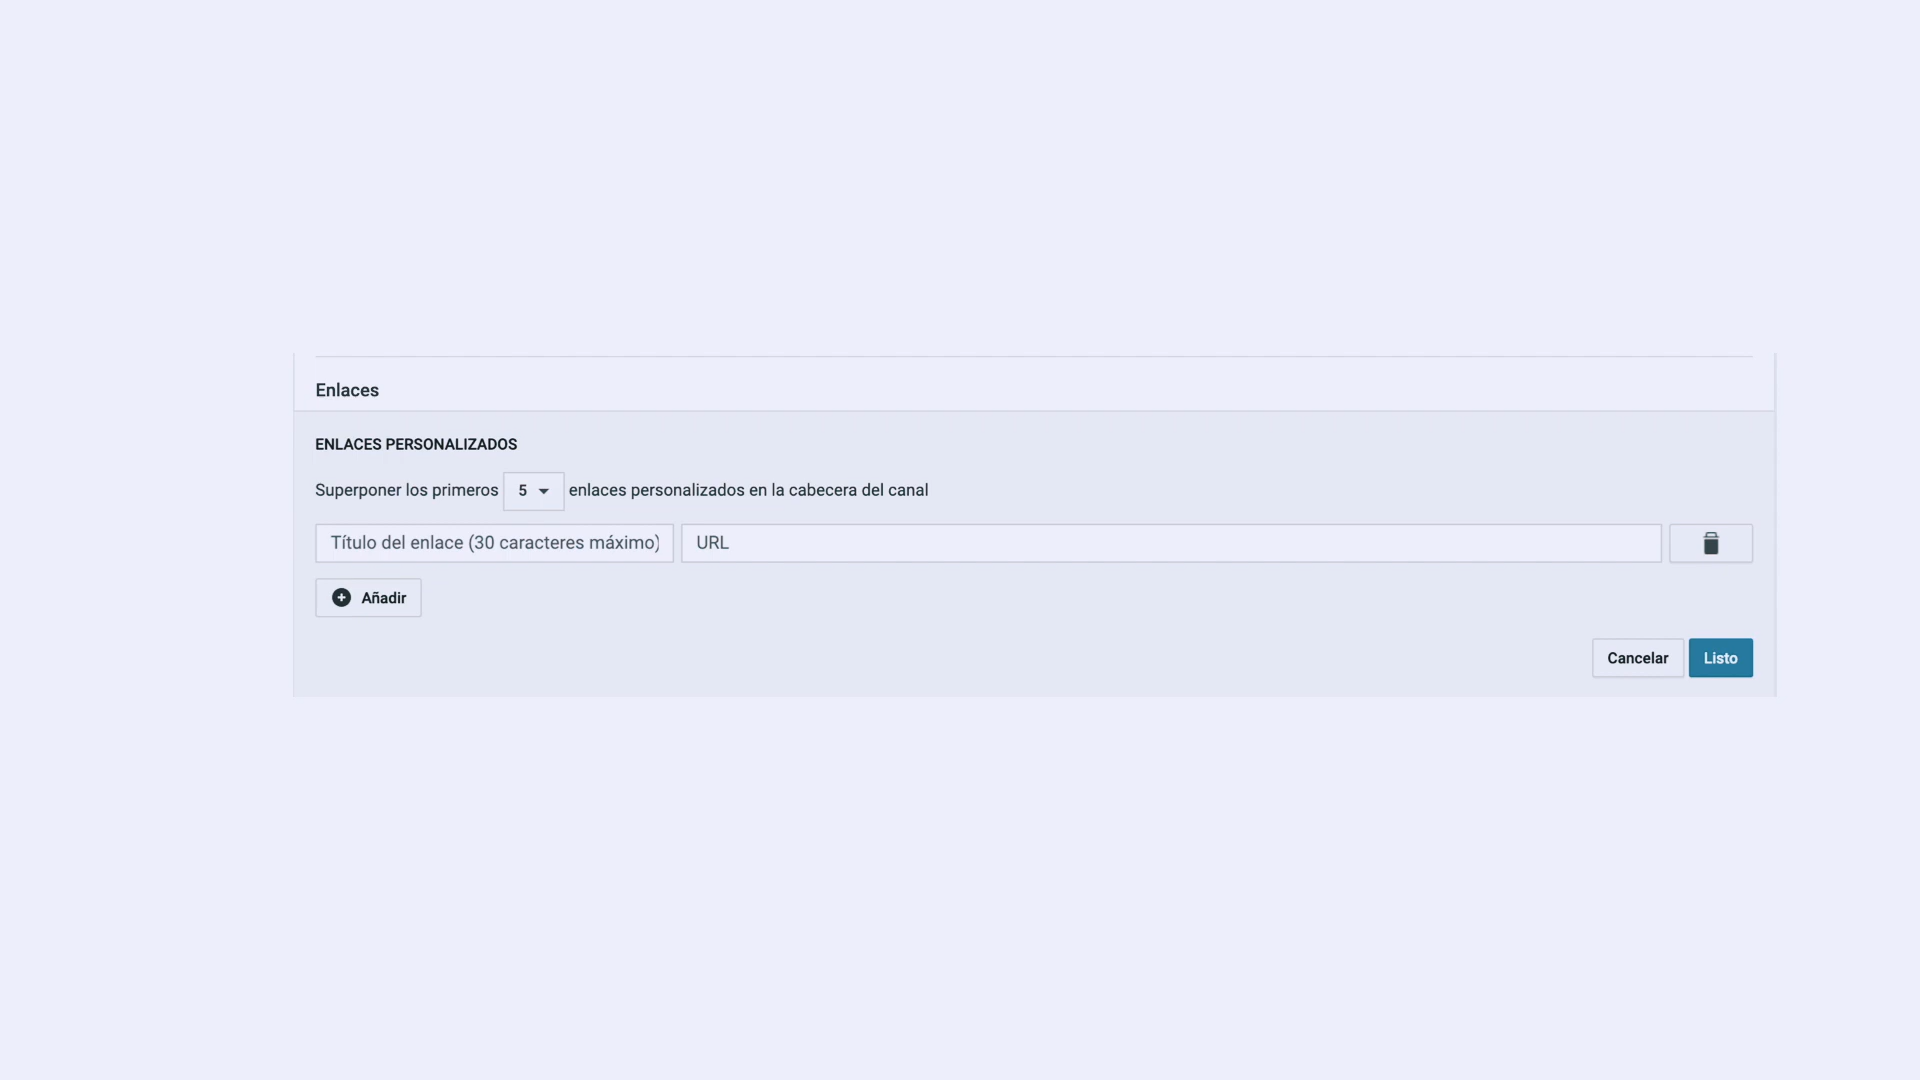 Enlaces
ENLACES PERSONALIZADOS
Superponer los primeros 5 enlaces personalizados en la cabecera del canal
Título del enlace (30 caracteres máximo) URL
Añadir
Cancelar Listo